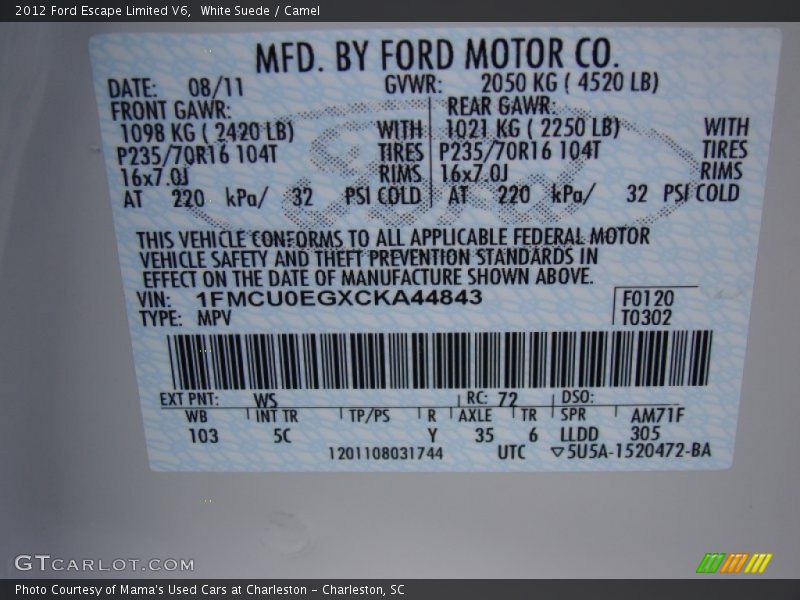 2012 Ford Escape Limited V6,  White Suede / Camel
MFD. BY FORD MOTOR CO.
DATE: 08/11 GVWR: 2050 KG ( 4520 LB)
FRONT GAWR: REAR GAWR:
1098 KG ( 2420 LB) WITH 1021 KG ( 2250 LB) WITH
P235/70R16 104T TIRES P235/70R16 104T TIRES
16x7.0J RIMS 16x7.0J RIMS
AT 220 kPa/ 32 PSI COLD AT 220 kPa/ 32 PSI COLD
THIS VEHICLE CONFORMS TO ALL APPLICABLE FEDERAL MOTOR
VEHICLE SAFETY AND THEFT PREVENTION STANDARDS IN
EFFECT ON THE DATE OF MANUFACTURE SHOWN ABOVE.
VIN: 1FMCU0EGXCKA44843 F0120
TYPE: MPV T0302
EXT PNT: WS RC: 72 DSO:
WB INT TR TP/PS R AXLE TR SPR AM71F
103 5C Y 35 6 LLDD 305
1201108031744 UTC ▽5U5A-1520472-BA
GTCARLOT.COM
Photo Courtesy of Mama's Used Cars at Charleston - Charleston, SC